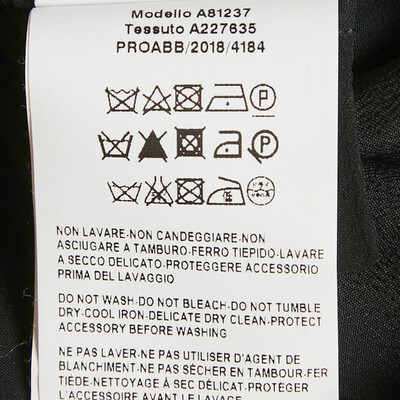 Modello A81237
Tessuto A227635
PROABB/2018/4184
P
P
NON LAVARE-NON CANDEGGIARE-NON
ASCIUGARE A TAMBURO-FERRO TIEPIDO-LAVARE
A SECCO DELICATO-PROTEGGERE ACCESSORIO
PRIMA DEL LAVAGGIO
DO NOT WASH-DO NOT BLEACH-DO NOT TUMBLE
DRY-COOL IRON-DELICATE DRY CLEAN-PROTECT
ACCESSORY BEFORE WASHING
NE PAS LAVER-NE PAS UTILISER D'AGENT DE
BLANCHIMENT-NE PAS SÉCHER EN TAMBOUR-FER
TIÈDE-NETTOYAGE À SEC DÉLICAT-PROTÉGER
L'ACCESSOIRE AVANT LE LAVAGE